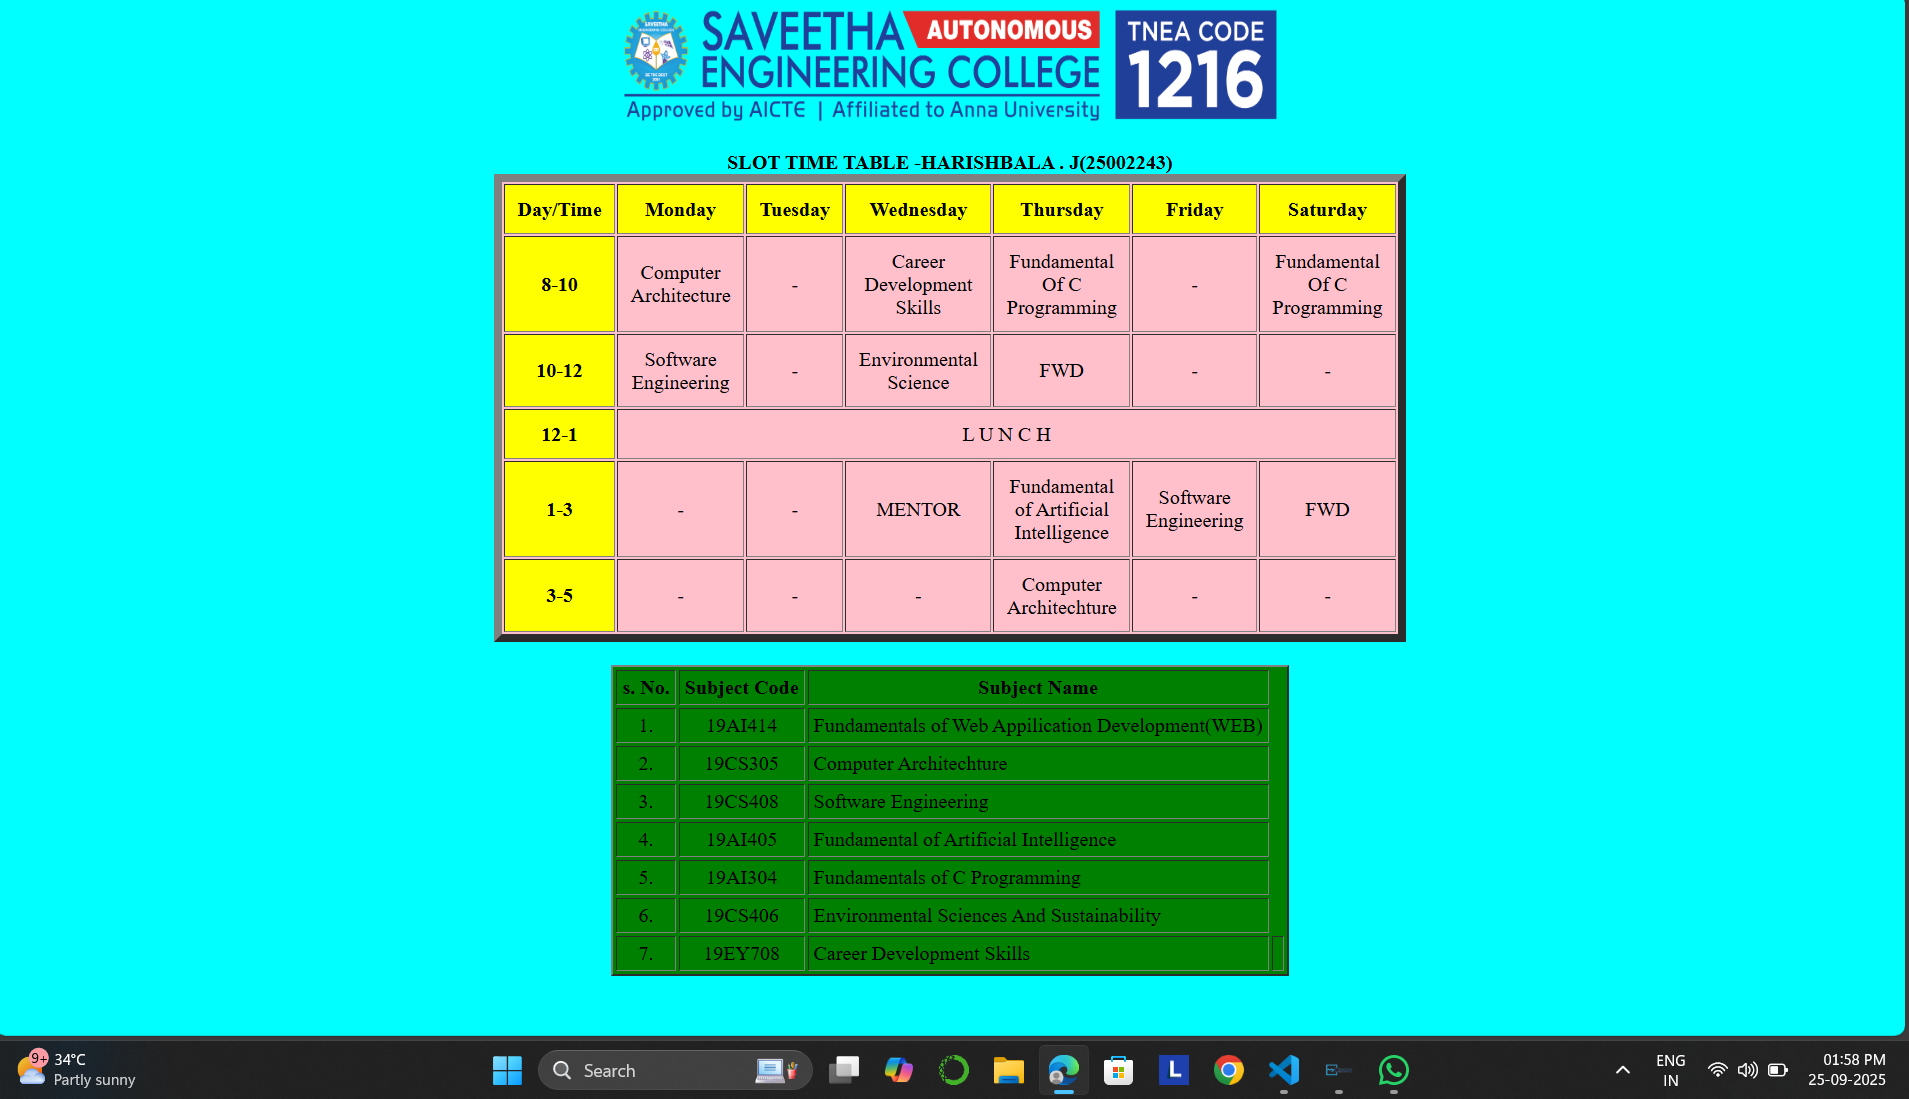 SAVEETHA AUTONOMOUS
ENGINEERING COLLEGE
Approved by AICTE | Affiliated to Anna University
TNEA CODE
1216
SAVEETHA
BE THE BEST
2001
SLOT TIME TABLE -HARISHBALA . J(25002243)
Day/Time Monday Tuesday Wednesday Thursday Friday Saturday
8-10 Computer Architecture - Career Development Skills Fundamental Of C Programming - Fundamental Of C Programming
10-12 Software Engineering - Environmental Science FWD - -
12-1 L U N C H
1-3 - - MENTOR Fundamental of Artificial Intelligence Software Engineering FWD
3-5 - - - Computer Architechture - -
s. No. Subject Code Subject Name
1. 19AI414 Fundamentals of Web Appilication Development(WEB)
2. 19CS305 Computer Architechture
3. 19CS408 Software Engineering
4. 19AI405 Fundamental of Artificial Intelligence
5. 19AI304 Fundamentals of C Programming
6. 19CS406 Environmental Sciences And Sustainability
7. 19EY708 Career Development Skills
9+ 34°C
Partly sunny
Search
L
ENG
IN
01:58 PM
25-09-2025